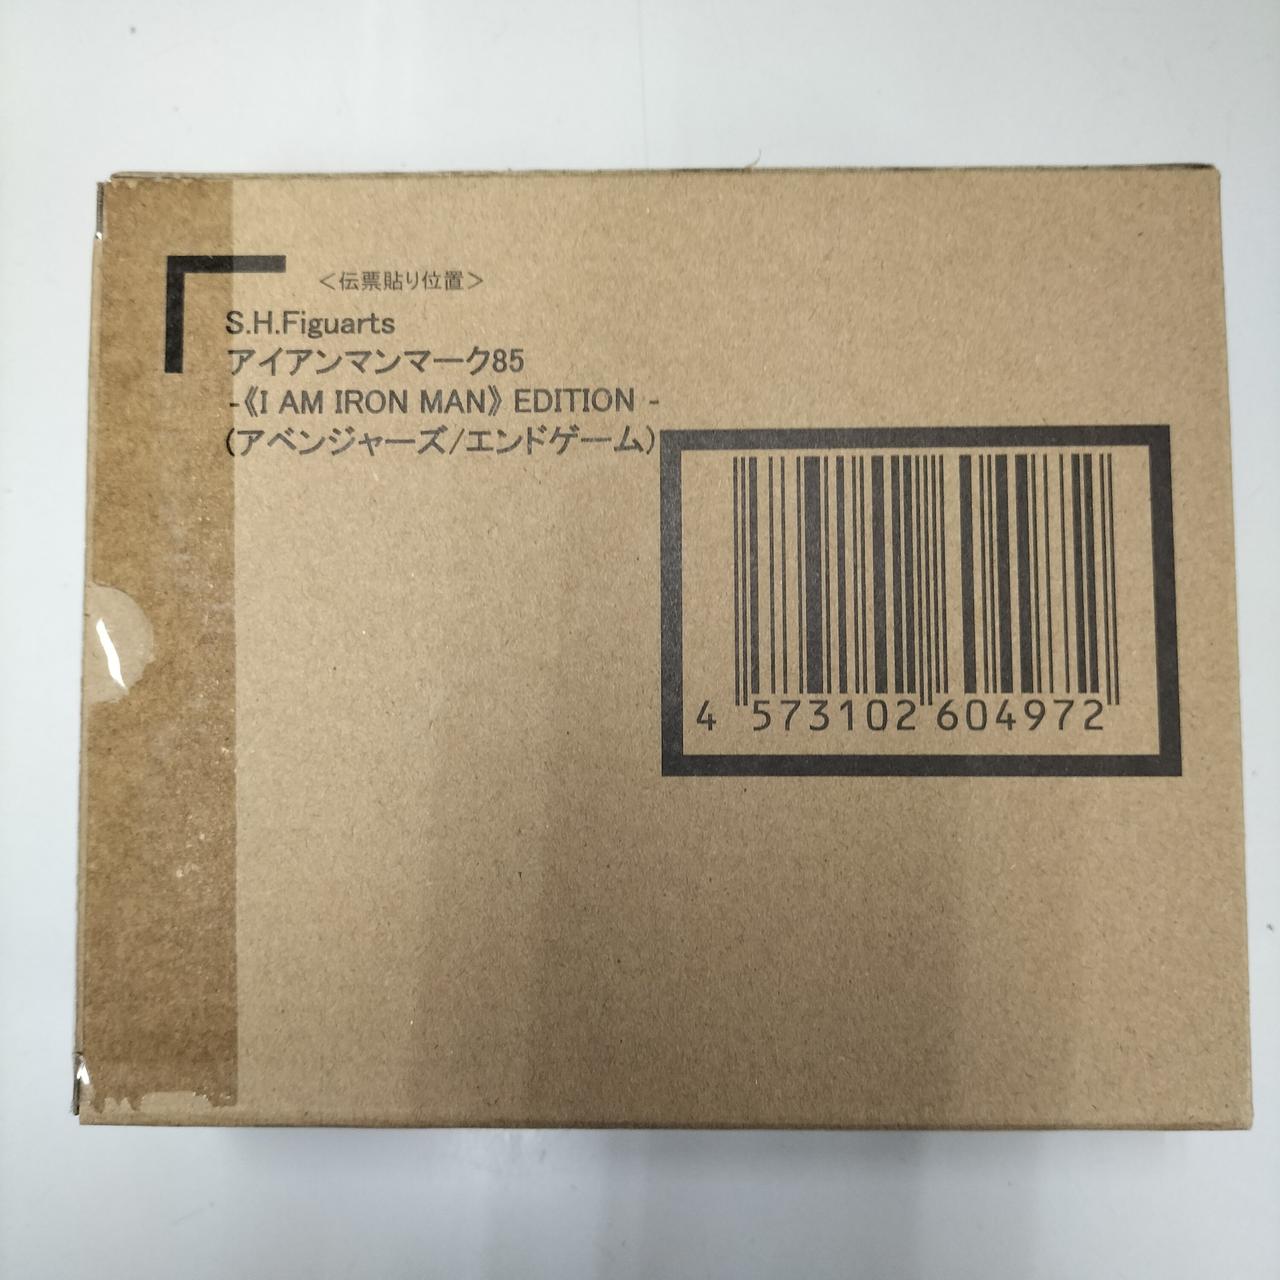 ＜伝票貼り位置＞
S.H.Figuarts
アイアンマンマーク85
-《I AM IRON MAN》 EDITION -
(アベンジャーズ/エンドゲーム)
4 573102 604972